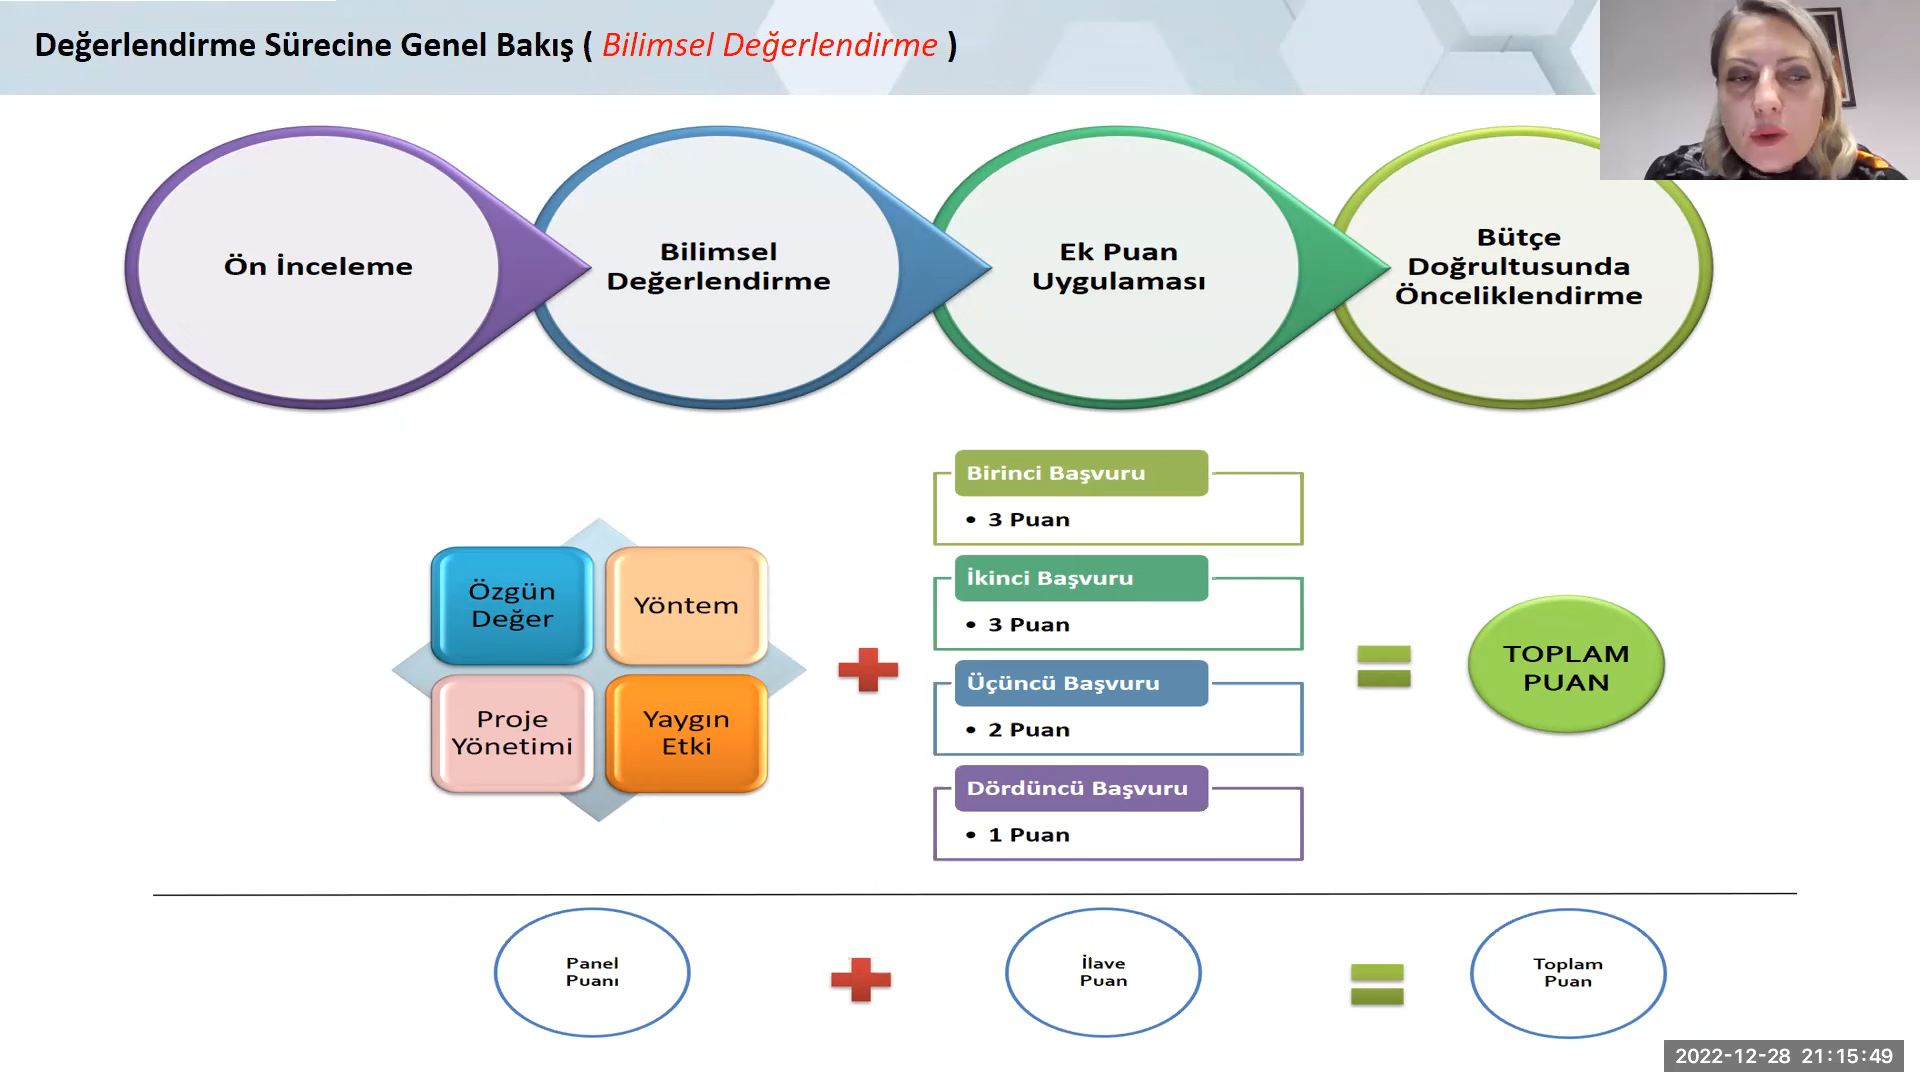 Değerlendirme Sürecine Genel Bakış ( Bilimsel Değerlendirme )
Ön İnceleme
Bilimsel
Değerlendirme
Ek Puan
Uygulaması
Bütçe
Doğrultusunda
Önceliklendirme
Özgün
Değer
Yöntem
Proje
Yönetimi
Yaygın
Etki
Birinci Başvuru
• 3 Puan
İkinci Başvuru
• 3 Puan
Üçüncü Başvuru
• 2 Puan
Dördüncü Başvuru
• 1 Puan
TOPLAM
PUAN
Panel
Puanı
İlave
Puan
Toplam
Puan
2022-12-28 21:15:49